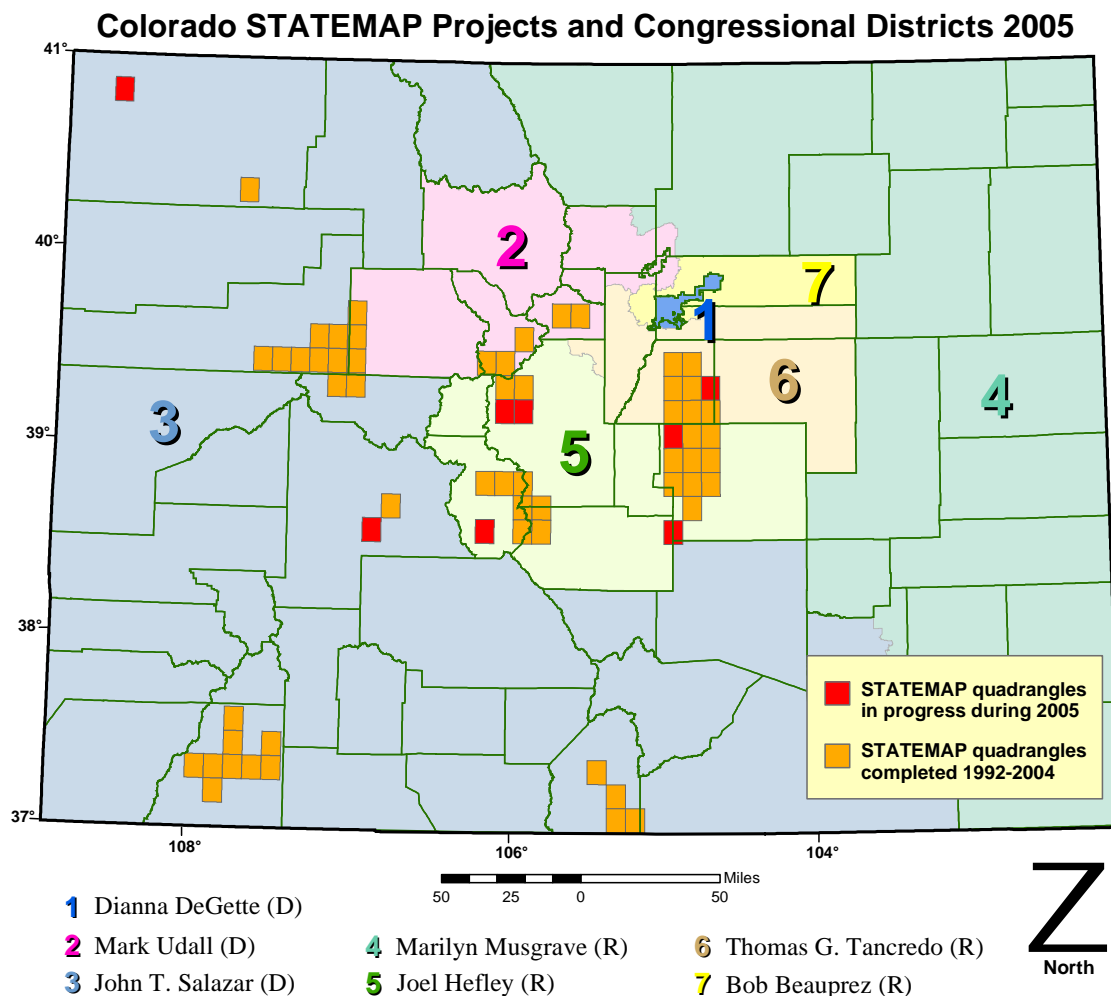 Colorado STATEMAP Projects and Congressional Districts 2005
41°
40°
39°
38°
37°
108°
106°
104°
2
7
1
6
4
3
5
STATEMAP quadrangles
in progress during 2005
STATEMAP quadrangles
completed 1992-2004
50 25 0 50 Miles
1 Dianna DeGette (D)
2 Mark Udall (D)
3 John T. Salazar (D)
4 Marilyn Musgrave (R)
5 Joel Hefley (R)
6 Thomas G. Tancredo (R)
7 Bob Beauprez (R)
Z
North